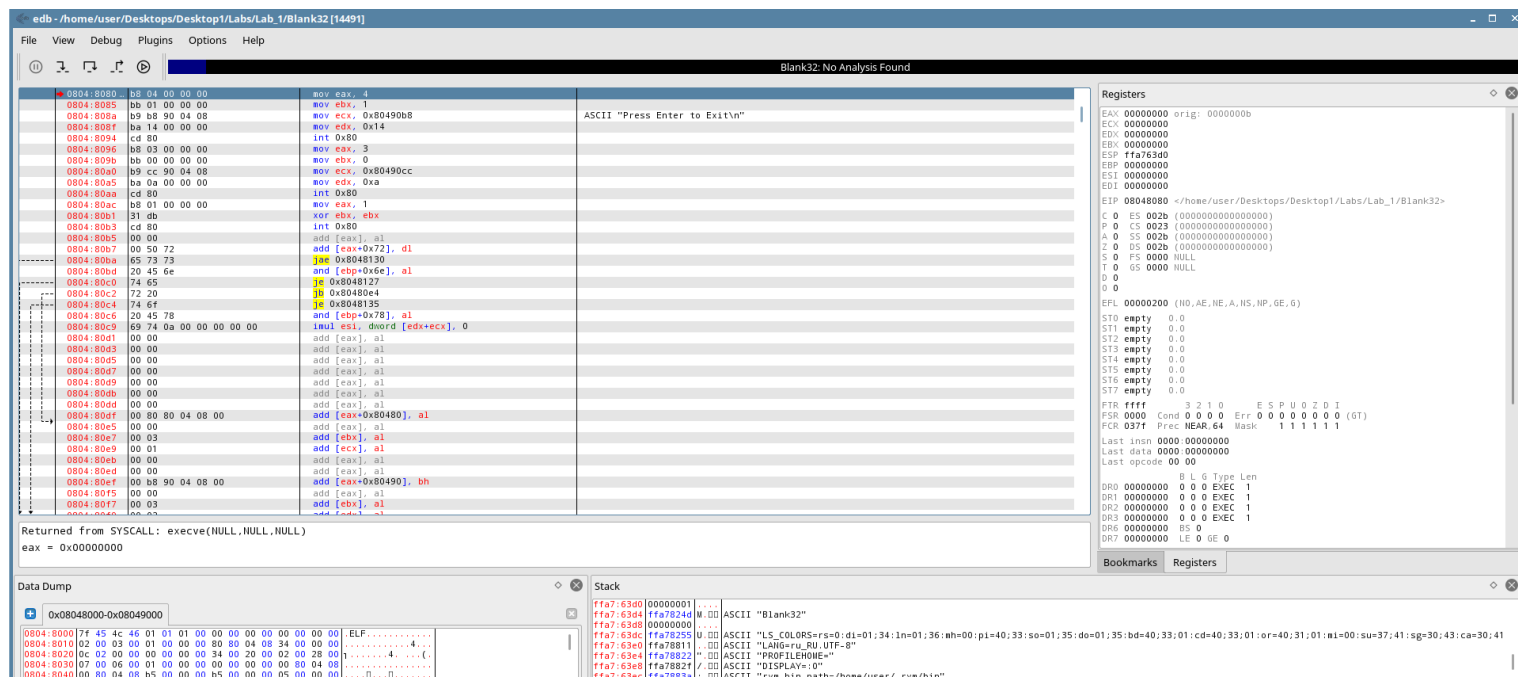 edb - /home/user/Desktops/Desktop1/Labs/Lab_1/Blank32 [14491]
File View Debug Plugins Options Help
Blank32: No Analysis Found
0804:8080 .. b8 04 00 00 00 mov eax, 4
0804:8085 bb 01 00 00 00 mov ebx, 1
0804:808a b9 b8 90 04 08 mov ecx, 0x80490b8 ASCII "Press Enter to Exit\n"
0804:808f ba 14 00 00 00 mov edx, 0x14
0804:8094 cd 80 int 0x80
0804:8096 b8 03 00 00 00 mov eax, 3
0804:809b bb 00 00 00 00 mov ebx, 0
0804:80a0 b9 cc 90 04 08 mov ecx, 0x80490cc
0804:80a5 ba 0a 00 00 00 mov edx, 0xa
0804:80aa cd 80 int 0x80
0804:80ac b8 01 00 00 00 mov eax, 1
0804:80b1 31 db xor ebx, ebx
0804:80b3 cd 80 int 0x80
0804:80b5 00 00 add [eax], al
0804:80b7 00 50 72 add [eax+0x72], dl
0804:80ba 65 73 73 jae 0x8048130
0804:80bd 20 45 6e and [ebp+0x6e], al
0804:80c0 74 65 je 0x8048127
0804:80c2 72 20 jb 0x80480e4
0804:80c4 74 6f je 0x8048135
0804:80c6 20 45 78 and [ebp+0x78], al
0804:80c9 69 74 0a 00 00 00 00 00 imul esi, dword [edx+ecx], 0
0804:80d1 00 00 add [eax], al
0804:80d3 00 00 add [eax], al
0804:80d5 00 00 add [eax], al
0804:80d7 00 00 add [eax], al
0804:80d9 00 00 add [eax], al
0804:80db 00 00 add [eax], al
0804:80dd 00 00 add [eax], al
0804:80df 00 80 80 04 08 00 add [eax+0x80480], al
0804:80e5 00 00 add [eax], al
0804:80e7 00 03 add [ebx], al
0804:80e9 00 01 add [ecx], al
0804:80eb 00 00 add [eax], al
0804:80ed 00 00 add [eax], al
0804:80ef 00 b8 90 04 08 00 add [eax+0x80490], bh
0804:80f5 00 00 add [eax], al
0804:80f7 00 03 add [ebx], al
Returned from SYSCALL: execve(NULL,NULL,NULL)
eax = 0x00000000
Registers
EAX 00000000 orig: 0000000b
ECX 00000000
EDX 00000000
EBX 00000000
ESP ffa763d0
EBP 00000000
ESI 00000000
EDI 00000000
EIP 08048080 </home/user/Desktops/Desktop1/Labs/Lab_1/Blank32>
C 0 ES 002b (0000000000000000)
P 0 CS 0023 (0000000000000000)
A 0 SS 002b (0000000000000000)
Z 0 DS 002b (0000000000000000)
S 0 FS 0000 NULL
T 0 GS 0000 NULL
D 0
O 0
EFL 00000200 (NO,AE,NE,A,NS,NP,GE,G)
ST0 empty 0.0
ST1 empty 0.0
ST2 empty 0.0
ST3 empty 0.0
ST4 empty 0.0
ST5 empty 0.0
ST6 empty 0.0
ST7 empty 0.0
FTR ffff 3 2 1 0 E S P U O Z D I
FSR 0000 Cond 0 0 0 0 Err 0 0 0 0 0 0 0 0 (GT)
FCR 037f Prec NEAR,64 Mask 1 1 1 1 1 1
Last insn 0000:00000000
Last data 0000:00000000
Last opcode 00 00
B L G Type Len
DR0 00000000 0 0 0 EXEC 1
DR1 00000000 0 0 0 EXEC 1
DR2 00000000 0 0 0 EXEC 1
DR3 00000000 0 0 0 EXEC 1
DR6 00000000 BS 0
DR7 00000000 LE 0 GE 0
Bookmarks Registers
Data Dump
0x08048000-0x08049000
0804:8000 7f 45 4c 46 01 01 01 00 00 00 00 00 00 00 00 00 .ELF............
0804:8010 02 00 03 00 01 00 00 00 80 80 04 08 34 00 00 00 ............4...
0804:8020 0c 02 00 00 00 00 00 00 34 00 20 00 02 00 28 00
0804:8030 07 00 06 00 01 00 00 00 00 00 00 00 00 80 04 08
0804:8040 00 80 04 08 b5 00 00 00 b5 00 00 00 05 00 00 00
Stack
ffa7:63d0 00000001 ....
ffa7:63d4 ffa7824d ASCII "Blank32"
ffa7:63d8 00000000 ....
ffa7:63dc ffa78255 ASCII "LS_COLORS=rs=0:di=01;34:ln=01;36:mh=00:pi=40;33:so=01;35:do=01;35:bd=40;33;01:cd=40;33;01:or=40;31;01:mi=00:su=37;41:sg=30;43:ca=30;41
ffa7:63e0 ffa78811 ASCII "LANG=ru_RU.UTF-8"
ffa7:63e4 ffa78822 ASCII "PROFILEHOME="
ffa7:63e8 ffa7882f ASCII "DISPLAY=:0"
ffa7:63ec ffa7883a ASCII "rvm_bin_path=/home/user/.rvm/bin"